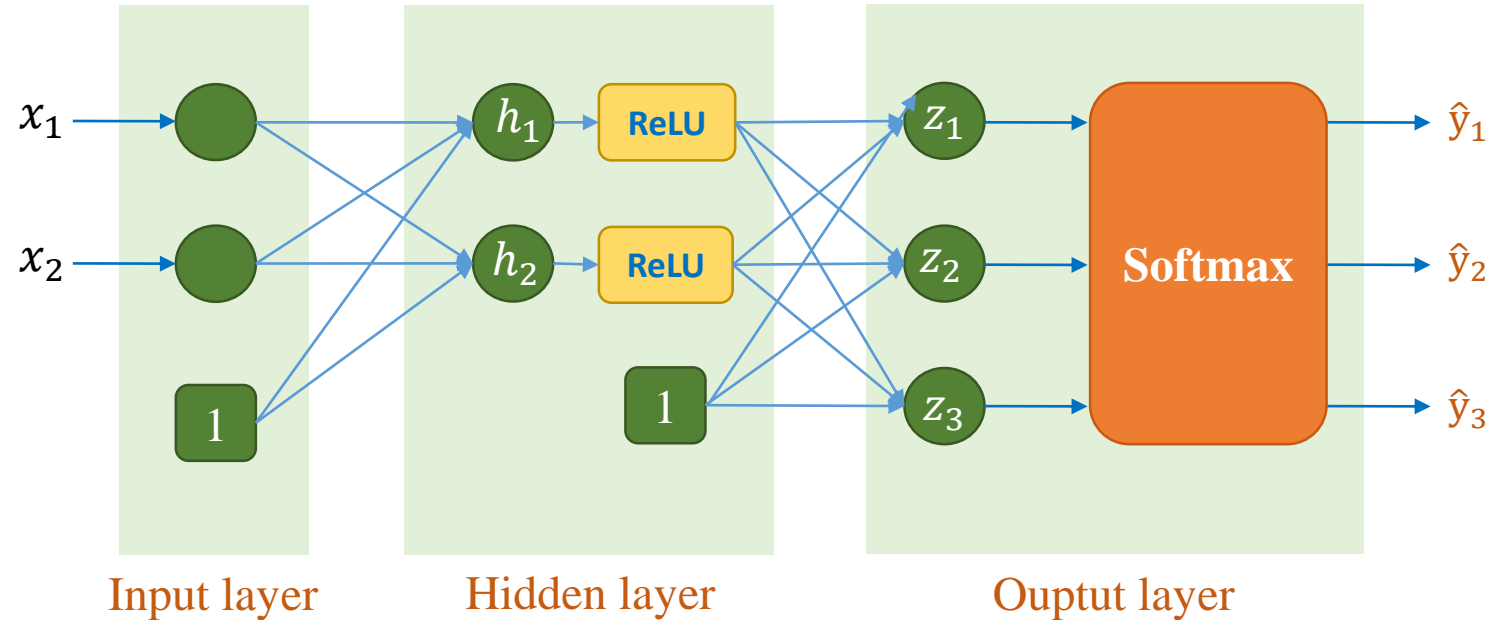 x₁ h₁ ReLU z₁ ŷ₁
x₂ h₂ ReLU z₂ Softmax ŷ₂
1 1 z₃ ŷ₃
Input layer Hidden layer Ouptut layer